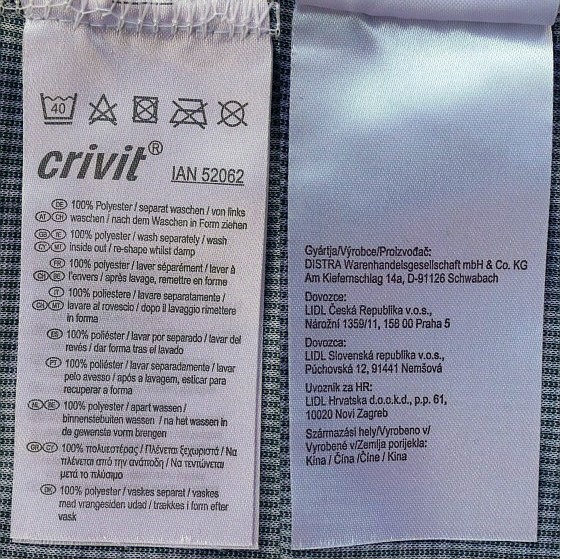 40
crivit®
IAN 52062
DE 100% Polyester / separat waschen / von links
AT CH waschen / nach dem Waschen in Form ziehen
GB IE 100% polyester / wash separately / wash
CY MT inside out / re-shape whilst damp
FR 100% polyester / laver séparément / laver à
CH BE l'envers / après lavage, remettre en forme
IT 100% poliestere / lavare separatamente /
CH MT lavare al rovescio / dopo il lavaggio rimettere
in forma
ES 100% poliéster / lavar por separado / lavar del
revés / dar forma tras el lavado
PT 100% poliéster / lavar separadamente / lavar
pelo avesso / após a lavagem, esticar para
recuperar a forma
NL BE 100% polyester / apart wassen /
binnenstebuiten wassen / na het wassen in
de gewenste vorm brengen
GR CY 100% πολυεστέρας / Πλένεται ξεχωριστά / Να
πλένεται από την ανάποδη / Να τεντώνεται
μετά το πλύσιμο
DK 100% polyester / vaskes separat / vaskes
med vrangesiden udad / trækkes i form efter
vask
Gyártja/Výrobce/Proizvođač:
DISTRA Warenhandelsgesellschaft mbH & Co. KG
Am Kiefernschlag 14a, D-91126 Schwabach
Dovozca:
LIDL Česká Republika v.o.s.,
Nárožní 1359/11, 158 00 Praha 5
Dovozca:
LIDL Slovenská republika v.o.s.,
Púchovská 12, 91441 Nemšová
Uvoznik za HR:
LIDL Hrvatska d.o.o.k.d., p.p. 61,
10020 Novi Zagreb
Származási hely/Vyrobeno v/
Vyrobené v/Zemlja porijekla:
Kína / Čína /Číne / Kina